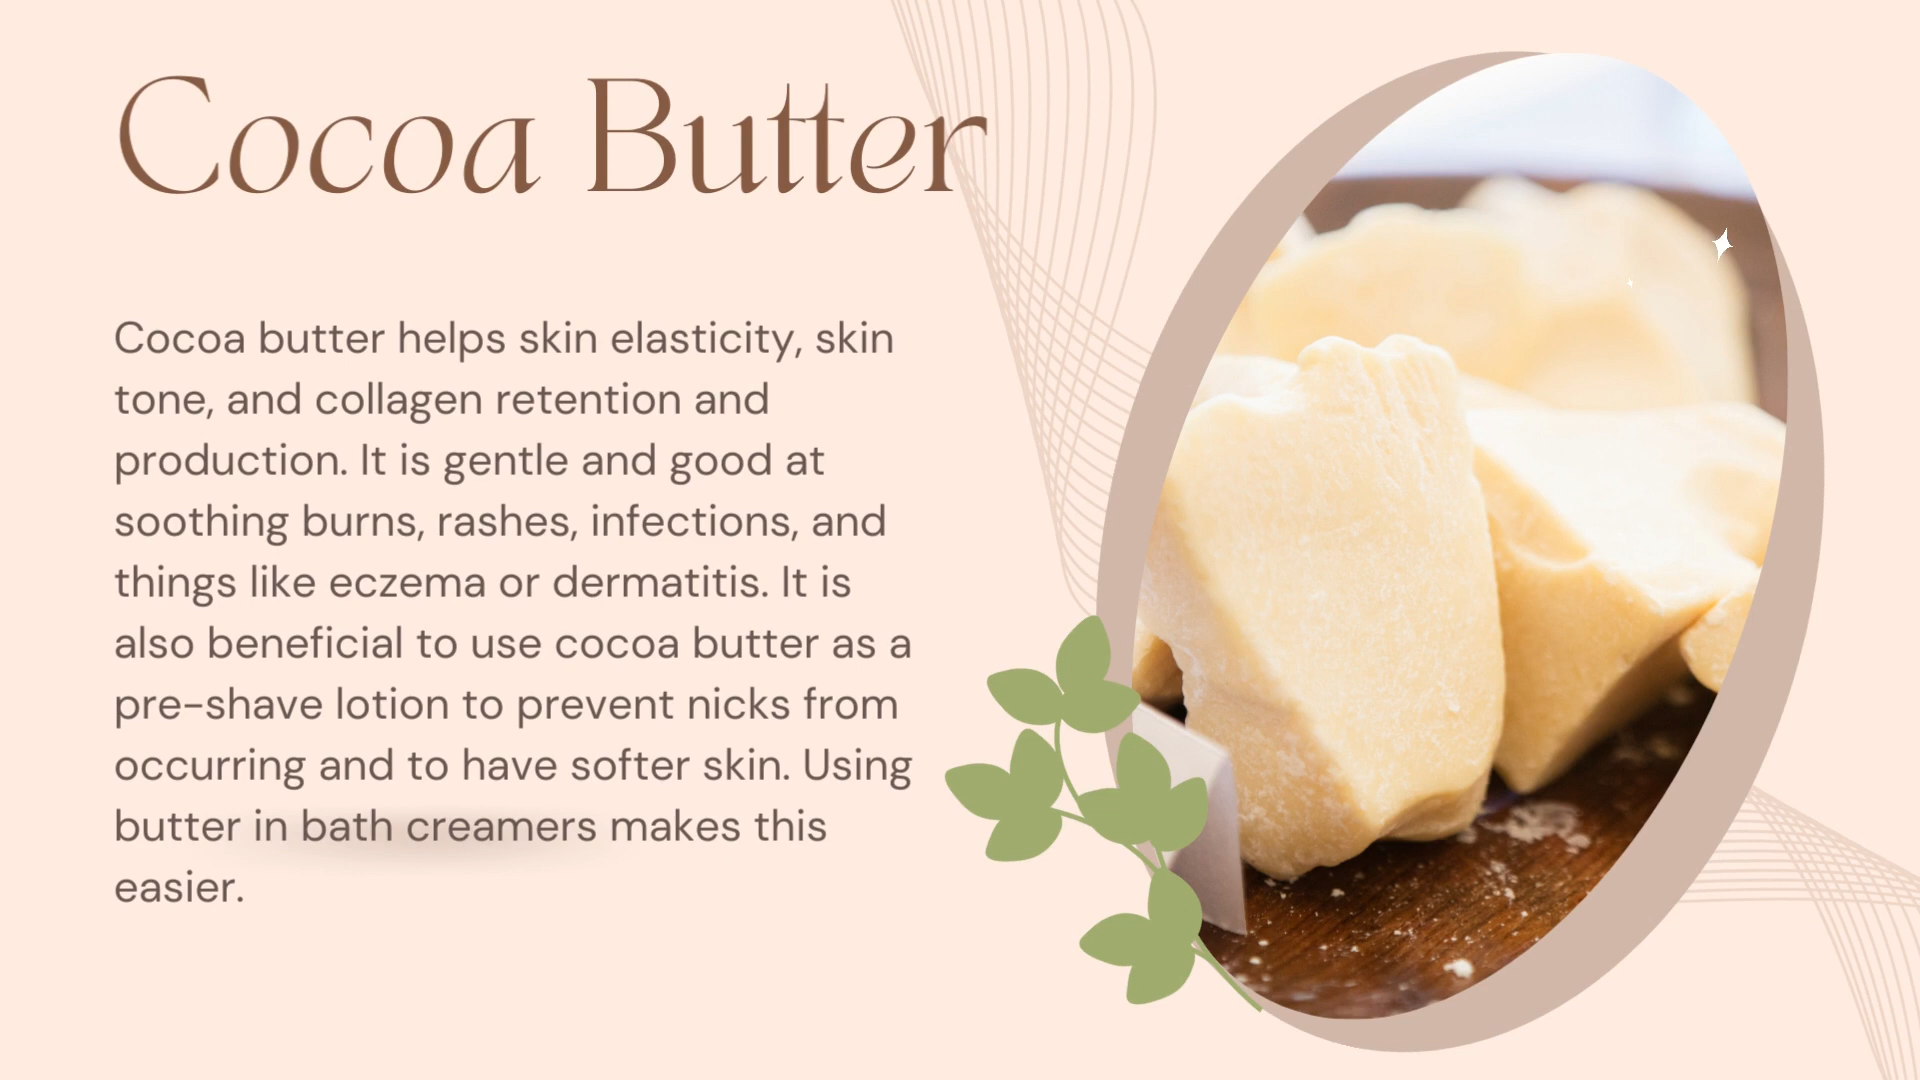 Cocoa Butter
Cocoa butter helps skin elasticity, skin
tone, and collagen retention and
production. It is gentle and good at
soothing burns, rashes, infections, and
things like eczema or dermatitis. It is
also beneficial to use cocoa butter as a
pre-shave lotion to prevent nicks from
occurring and to have softer skin. Using
butter in bath creamers makes this
easier.